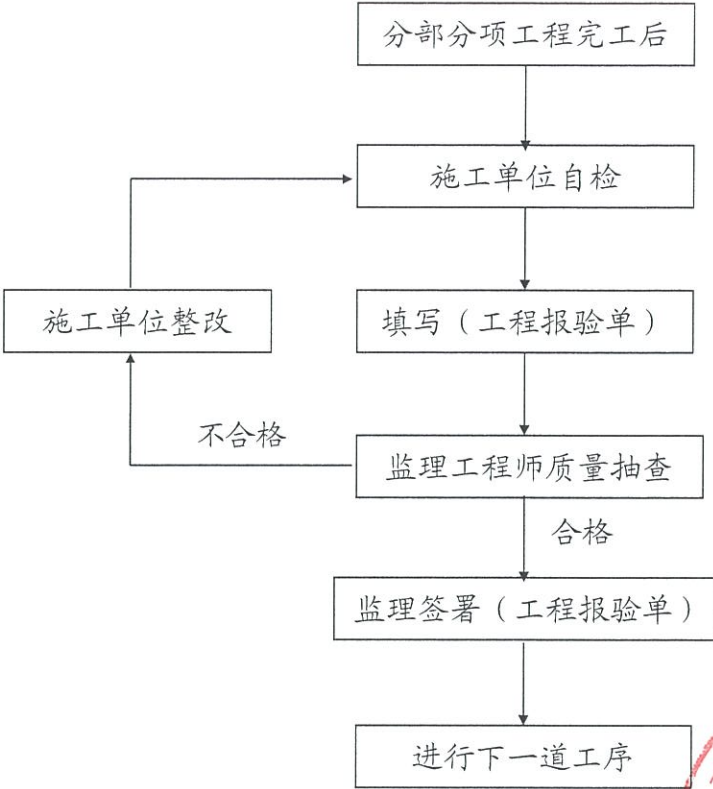 分部分项工程完工后
施工单位自检
施工单位整改
填写（工程报验单）
不合格
监理工程师质量抽查
合格
监理签署（工程报验单）
进行下一道工序